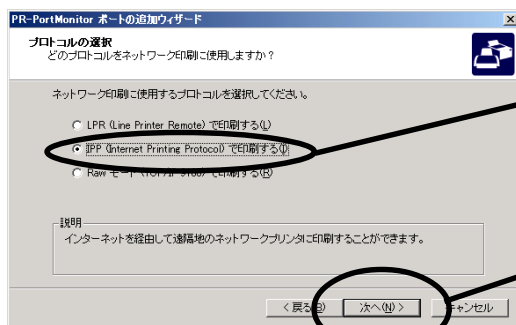 PR-PortMonitor ポートの追加ウィザード
プロトコルの選択
どのプロトコルをネットワーク印刷に使用しますか?
ネットワーク印刷に使用するプロトコルを選択してください。
LPR (Line Printer Remote) で印刷する(L)
IPP (Internet Printing Protocol) で印刷する(I)
Raw モード (TCP/IP 9100) で印刷する(R)
説明
インターネットを経由して遠隔地のネットワークプリンタに印刷することができます。
< 戻る(B) 次へ(N) > キャンセル